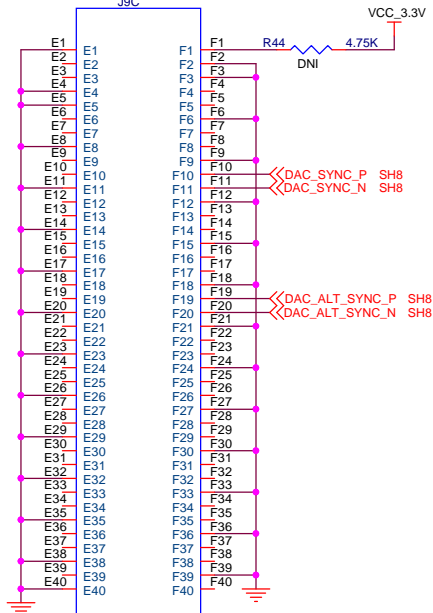 J9C
VCC_3.3V
E1 E1 F1 F1 R44 4.75K
DNI
E2 E2 F2 F2
E3 E3 F3 F3
E4 E4 F4 F4
E5 E5 F5 F5
E6 E6 F6 F6
E7 E7 F7 F7
E8 E8 F8 F8
E9 E9 F9 F9
E10 E10 F10 F10 DAC_SYNC_P SH8
E11 E11 F11 F11 DAC_SYNC_N SH8
E12 E12 F12 F12
E13 E13 F13 F13
E14 E14 F14 F14
E15 E15 F15 F15
E16 E16 F16 F16
E17 E17 F17 F17
E18 E18 F18 F18
E19 E19 F19 F19 DAC_ALT_SYNC_P SH8
E20 E20 F20 F20 DAC_ALT_SYNC_N SH8
E21 E21 F21 F21
E22 E22 F22 F22
E23 E23 F23 F23
E24 E24 F24 F24
E25 E25 F25 F25
E26 E26 F26 F26
E27 E27 F27 F27
E28 E28 F28 F28
E29 E29 F29 F29
E30 E30 F30 F30
E31 E31 F31 F31
E32 E32 F32 F32
E33 E33 F33 F33
E34 E34 F34 F34
E35 E35 F35 F35
E36 E36 F36 F36
E37 E37 F37 F37
E38 E38 F38 F38
E39 E39 F39 F39
E40 E40 F40 F40